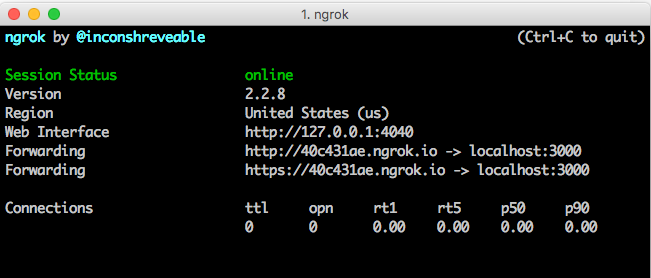 1. ngrok
ngrok by @inconshreveable (Ctrl+C to quit)
Session Status online
Version 2.2.8
Region United States (us)
Web Interface http://127.0.0.1:4040
Forwarding http://40c431ae.ngrok.io -> localhost:3000
Forwarding https://40c431ae.ngrok.io -> localhost:3000
Connections ttl opn rt1 rt5 p50 p90
0 0 0.00 0.00 0.00 0.00